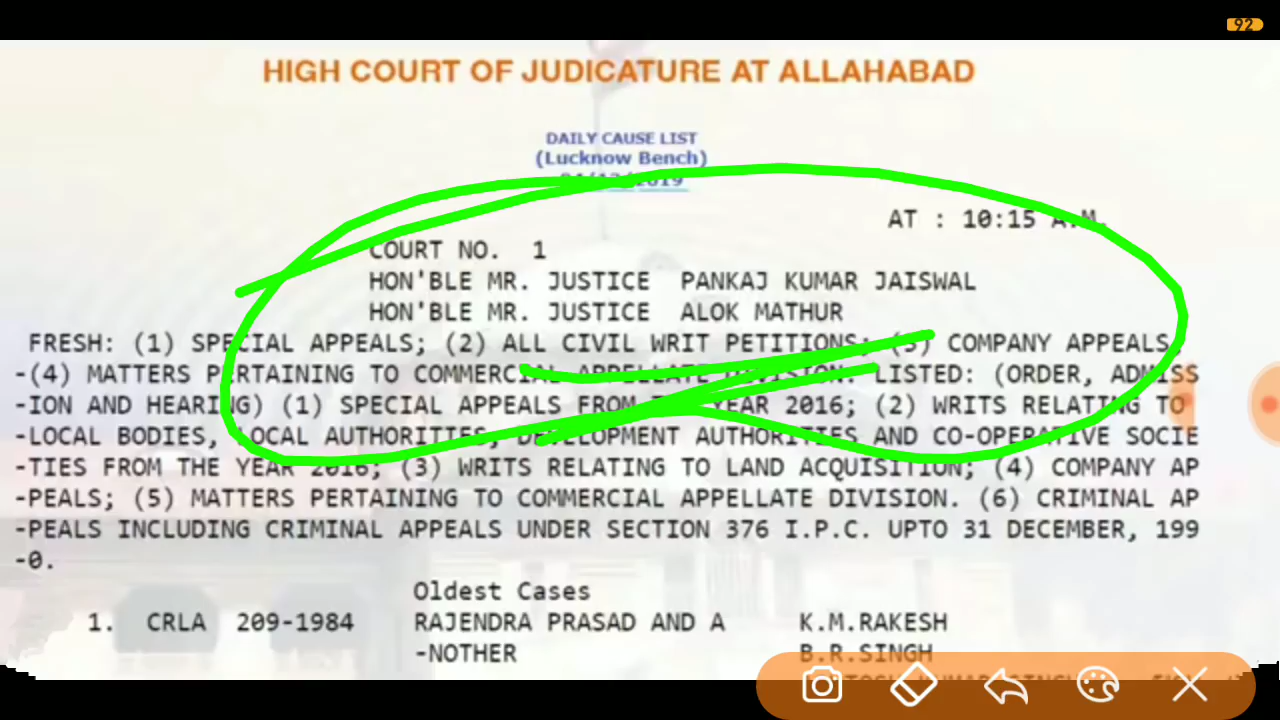 92
HIGH COURT OF JUDICATURE AT ALLAHABAD
DAILY CAUSE LIST
(Lucknow Bench)
AT : 10:15 A.M.
COURT NO. 1
HON'BLE MR. JUSTICE PANKAJ KUMAR JAISWAL
HON'BLE MR. JUSTICE ALOK MATHUR
FRESH: (1) SPECIAL APPEALS; (2) ALL CIVIL WRIT PETITIONS; (3) COMPANY APPEALS;
-(4) MATTERS PERTAINING TO COMMERCIAL APPELLATE DIVISION. LISTED: (ORDER, ADMISS
-ION AND HEARING) (1) SPECIAL APPEALS FROM THE YEAR 2016; (2) WRITS RELATING TO
-LOCAL BODIES, LOCAL AUTHORITIES, DEVELOPMENT AUTHORITIES AND CO-OPERATIVE SOCIE
-TIES FROM THE YEAR 2016; (3) WRITS RELATING TO LAND ACQUISITION; (4) COMPANY AP
-PEALS; (5) MATTERS PERTAINING TO COMMERCIAL APPELLATE DIVISION. (6) CRIMINAL AP
-PEALS INCLUDING CRIMINAL APPEALS UNDER SECTION 376 I.P.C. UPTO 31 DECEMBER, 199
-0.
Oldest Cases
1. CRLA 209-1984 RAJENDRA PRASAD AND A K.M.RAKESH
-NOTHER B.R.SINGH